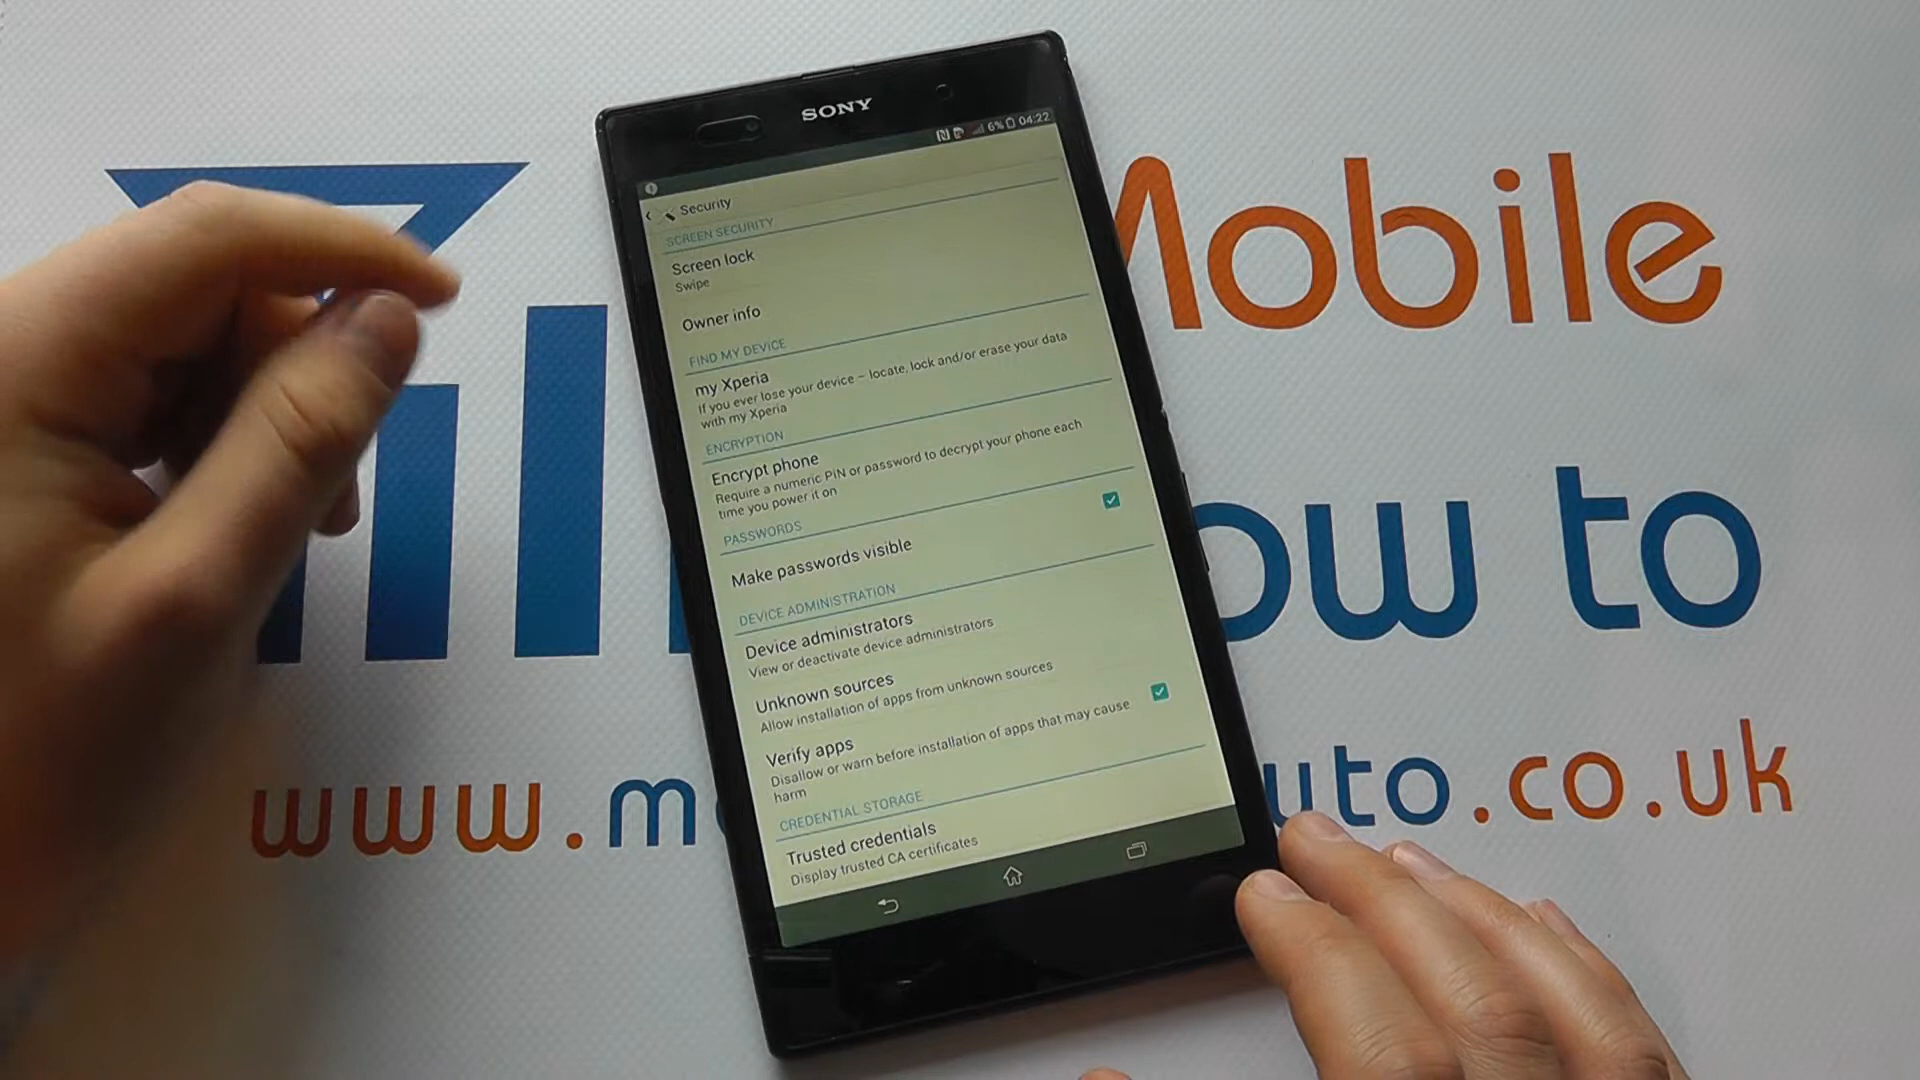 SONY
6% 04:22
Security
SCREEN SECURITY
Screen lock
Swipe
Owner info
FIND MY DEVICE
my Xperia
If you ever lose your device – locate, lock and/or erase your data
with my Xperia
ENCRYPTION
Encrypt phone
Require a numeric PIN or password to decrypt your phone each
time you power it on
PASSWORDS
Make passwords visible
DEVICE ADMINISTRATION
Device administrators
View or deactivate device administrators
Unknown sources
Allow installation of apps from unknown sources
Verify apps
Disallow or warn before installation of apps that may cause
harm
CREDENTIAL STORAGE
Trusted credentials
Display trusted CA certificates
Mobile
ow to
www.m
uto.co.uk